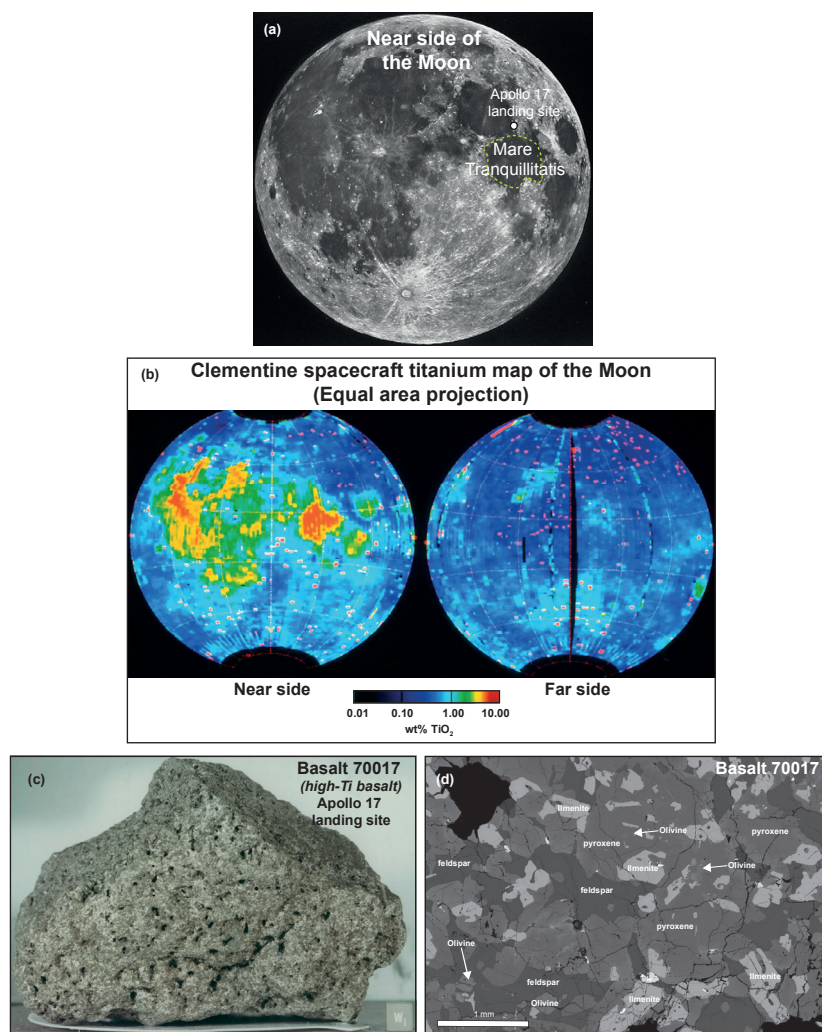 (a)
Near side of
the Moon
Apollo 17
landing site
Mare
Tranquillitatis
(b)
Clementine spacecraft titanium map of the Moon
(Equal area projection)
Near side
Far side
0.01 0.10 1.00 10.00
wt% TiO₂
(c)
Basalt 70017
(high-Ti basalt)
Apollo 17
landing site
(d)
Basalt 70017
Ilmenite
Olivine
pyroxene
pyroxene
feldspar
Ilmenite
Olivine
feldspar
pyroxene
Olivine
feldspar
Ilmenite
Olivine
Ilmenite
1 mm